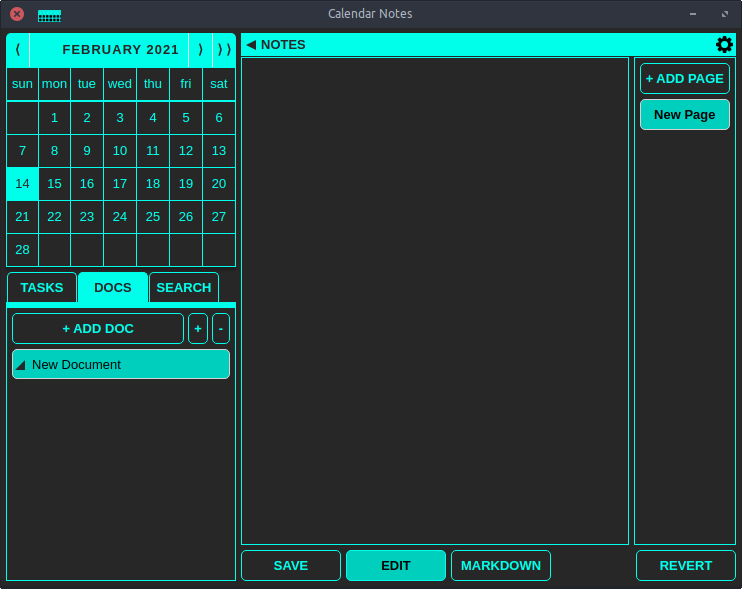 Calendar Notes
⟨ FEBRUARY 2021 ⟩ ⟩⟩
sun mon tue wed thu fri sat
1 2 3 4 5 6
7 8 9 10 11 12 13
14 15 16 17 18 19 20
21 22 23 24 25 26 27
28
TASKS DOCS SEARCH
+ ADD DOC + -
New Document
NOTES
+ ADD PAGE
New Page
SAVE EDIT MARKDOWN REVERT